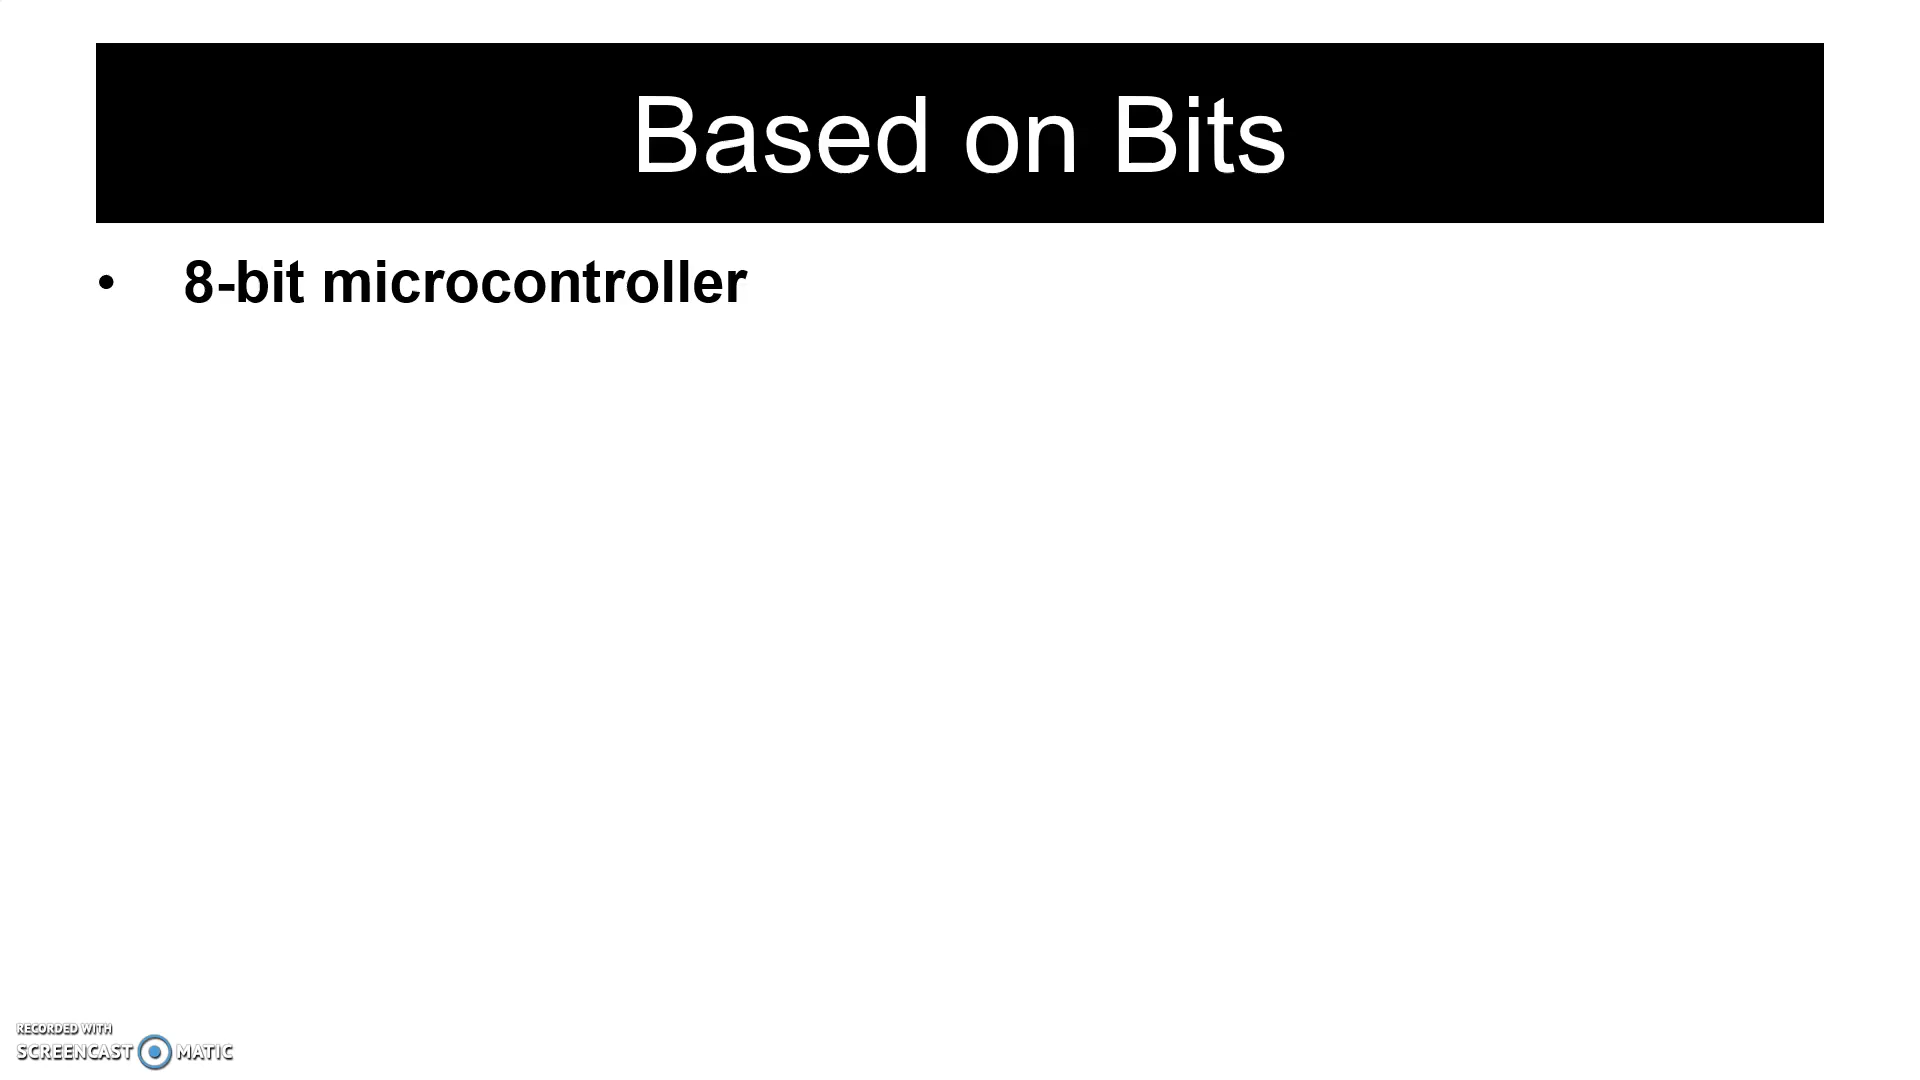 Based on Bits
• 8-bit microcontroller
RECORDED WITH
SCREENCAST MATIC